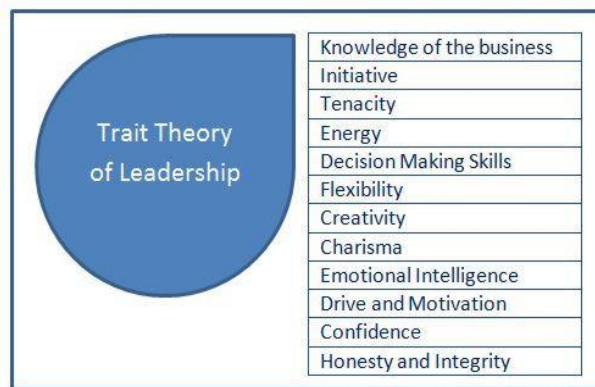 Trait Theory
of Leadership
Knowledge of the business
Initiative
Tenacity
Energy
Decision Making Skills
Flexibility
Creativity
Charisma
Emotional Intelligence
Drive and Motivation
Confidence
Honesty and Integrity